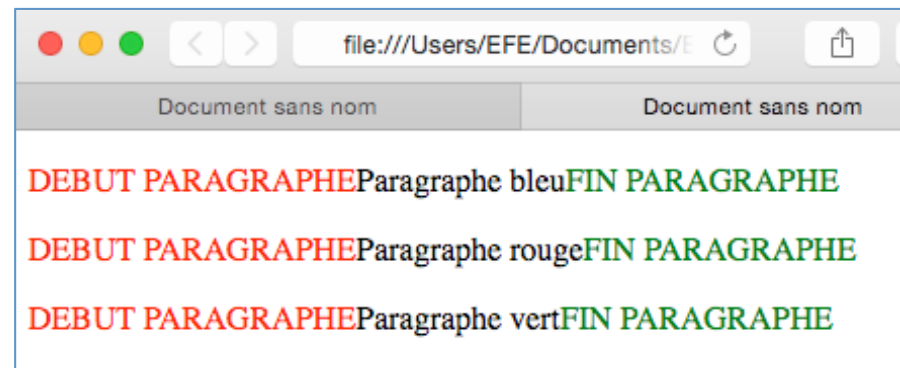 file:///Users/EFE/Documents/E
Document sans nom Document sans nom
DEBUT PARAGRAPHEParagraphe bleuFIN PARAGRAPHE
DEBUT PARAGRAPHEParagraphe rougeFIN PARAGRAPHE
DEBUT PARAGRAPHEParagraphe vertFIN PARAGRAPHE